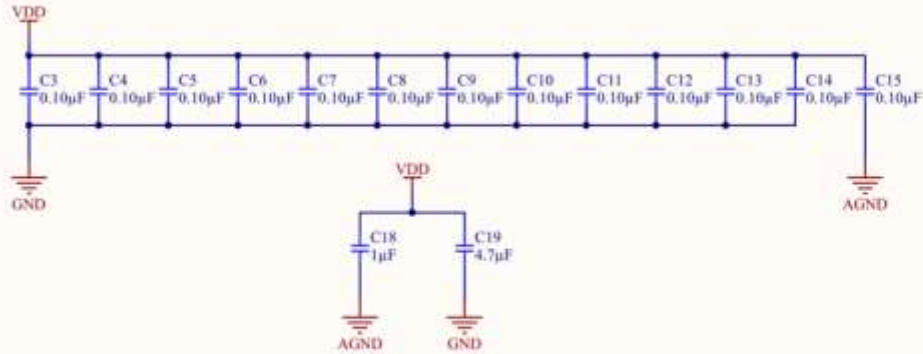 VDD
C3 C4 C5 C6 C7 C8 C9 C10 C11 C12 C13 C14 C15
0.10µF 0.10µF 0.10µF 0.10µF 0.10µF 0.10µF 0.10µF 0.10µF 0.10µF 0.10µF 0.10µF 0.10µF 0.10µF
GND AGND
VDD
C18 C19
1µF 4.7µF
AGND GND